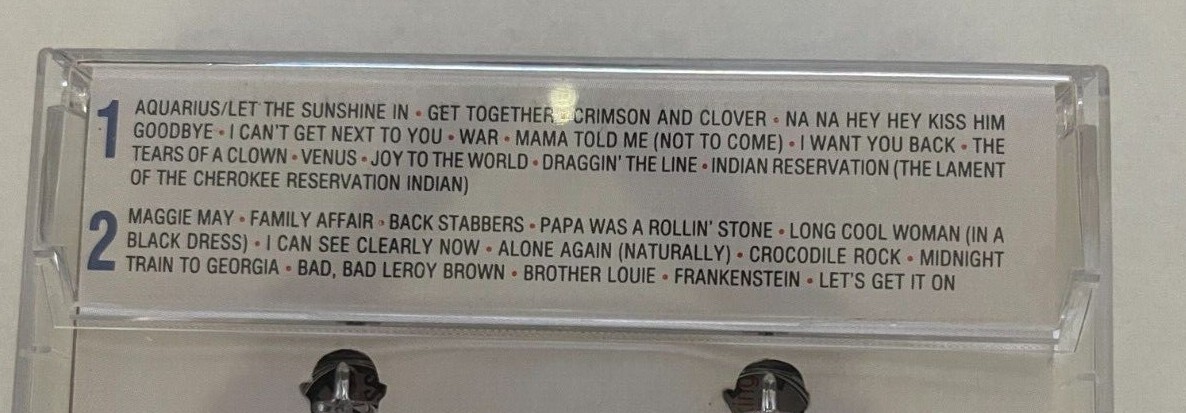 1 AQUARIUS/LET THE SUNSHINE IN • GET TOGETHER • CRIMSON AND CLOVER • NA NA HEY HEY KISS HIM
GOODBYE • I CAN'T GET NEXT TO YOU • WAR • MAMA TOLD ME (NOT TO COME) • I WANT YOU BACK • THE
TEARS OF A CLOWN • VENUS • JOY TO THE WORLD • DRAGGIN' THE LINE • INDIAN RESERVATION (THE LAMENT
OF THE CHEROKEE RESERVATION INDIAN)
2 MAGGIE MAY • FAMILY AFFAIR • BACK STABBERS • PAPA WAS A ROLLIN' STONE • LONG COOL WOMAN (IN A
BLACK DRESS) • I CAN SEE CLEARLY NOW • ALONE AGAIN (NATURALLY) • CROCODILE ROCK • MIDNIGHT
TRAIN TO GEORGIA • BAD, BAD LEROY BROWN • BROTHER LOUIE • FRANKENSTEIN • LET'S GET IT ON